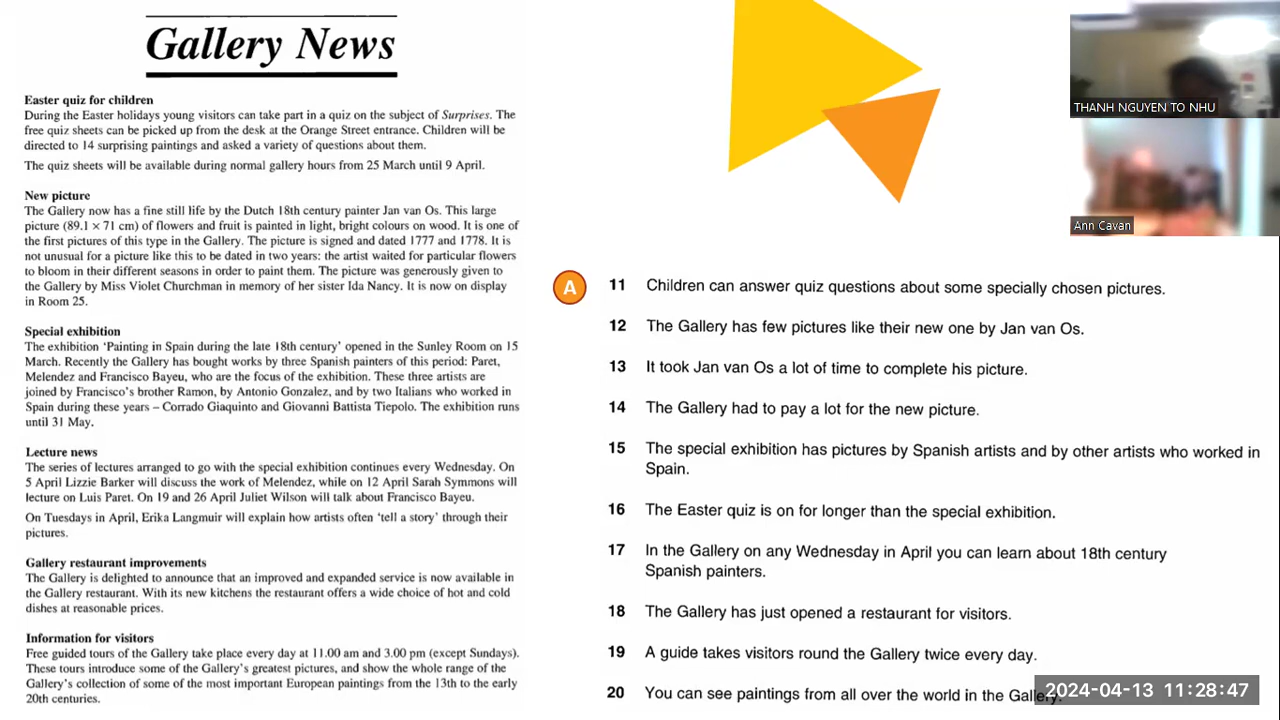 Gallery News
Easter quiz for children
During the Easter holidays young visitors can take part in a quiz on the subject of Surprises. The
free quiz sheets can be picked up from the desk at the Orange Street entrance. Children will be
directed to 14 surprising paintings and asked a variety of questions about them.
The quiz sheets will be available during normal gallery hours from 25 March until 9 April.
New picture
The Gallery now has a fine still life by the Dutch 18th century painter Jan van Os. This large
picture (89.1 × 71 cm) of flowers and fruit is painted in light, bright colours on wood. It is one of
the first pictures of this type in the Gallery. The picture is signed and dated 1777 and 1778. It is
not unusual for a picture like this to be dated in two years: the artist waited for particular flowers
to bloom in their different seasons in order to paint them. The picture was generously given to
the Gallery by Miss Violet Churchman in memory of her sister Ida Nancy. It is now on display
in Room 25.
Special exhibition
The exhibition ‘Painting in Spain during the late 18th century’ opened in the Sunley Room on 15
March. Recently the Gallery has bought works by three Spanish painters of this period: Paret,
Melendez and Francisco Bayeu, who are the focus of the exhibition. These three artists are
joined by Francisco's brother Ramon, by Antonio Gonzalez, and by two Italians who worked in
Spain during these years – Corrado Giaquinto and Giovanni Battista Tiepolo. The exhibition runs
until 31 May.
Lecture news
The series of lectures arranged to go with the special exhibition continues every Wednesday. On
5 April Lizzie Barker will discuss the work of Melendez, while on 12 April Sarah Symmons will
lecture on Luis Paret. On 19 and 26 April Juliet Wilson will talk about Francisco Bayeu.
On Tuesdays in April, Erika Langmuir will explain how artists often ‘tell a story’ through their
pictures.
Gallery restaurant improvements
The Gallery is delighted to announce that an improved and expanded service is now available in
the Gallery restaurant. With its new kitchens the restaurant offers a wide choice of hot and cold
dishes at reasonable prices.
Information for visitors
Free guided tours of the Gallery take place every day at 11.00 am and 3.00 pm (except Sundays).
These tours introduce some of the Gallery's greatest pictures, and show the whole range of the
Gallery's collection of some of the most important European paintings from the 13th to the early
20th centuries.
THANH NGUYEN TO NHU
Ann Cavan
A 11 Children can answer quiz questions about some specially chosen pictures.
12 The Gallery has few pictures like their new one by Jan van Os.
13 It took Jan van Os a lot of time to complete his picture.
14 The Gallery had to pay a lot for the new picture.
15 The special exhibition has pictures by Spanish artists and by other artists who worked in
Spain.
16 The Easter quiz is on for longer than the special exhibition.
17 In the Gallery on any Wednesday in April you can learn about 18th century
Spanish painters.
18 The Gallery has just opened a restaurant for visitors.
19 A guide takes visitors round the Gallery twice every day.
20 You can see paintings from all over the world in the Gallery.
2024-04-13 11:28:47